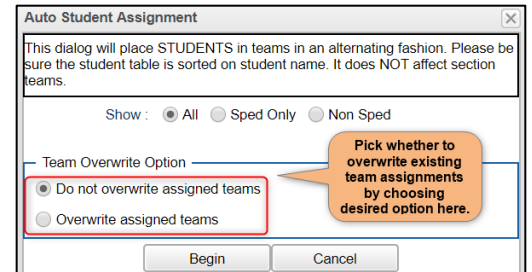 Auto Student Assignment
This dialog will place STUDENTS in teams in an alternating fashion. Please be
sure the student table is sorted on student name. It does NOT affect section
teams.
Show : All Sped Only Non Sped
Team Overwrite Option
Do not overwrite assigned teams
Overwrite assigned teams
Pick whether to
overwrite existing
team assignments
by choosing
desired option here.
Begin Cancel